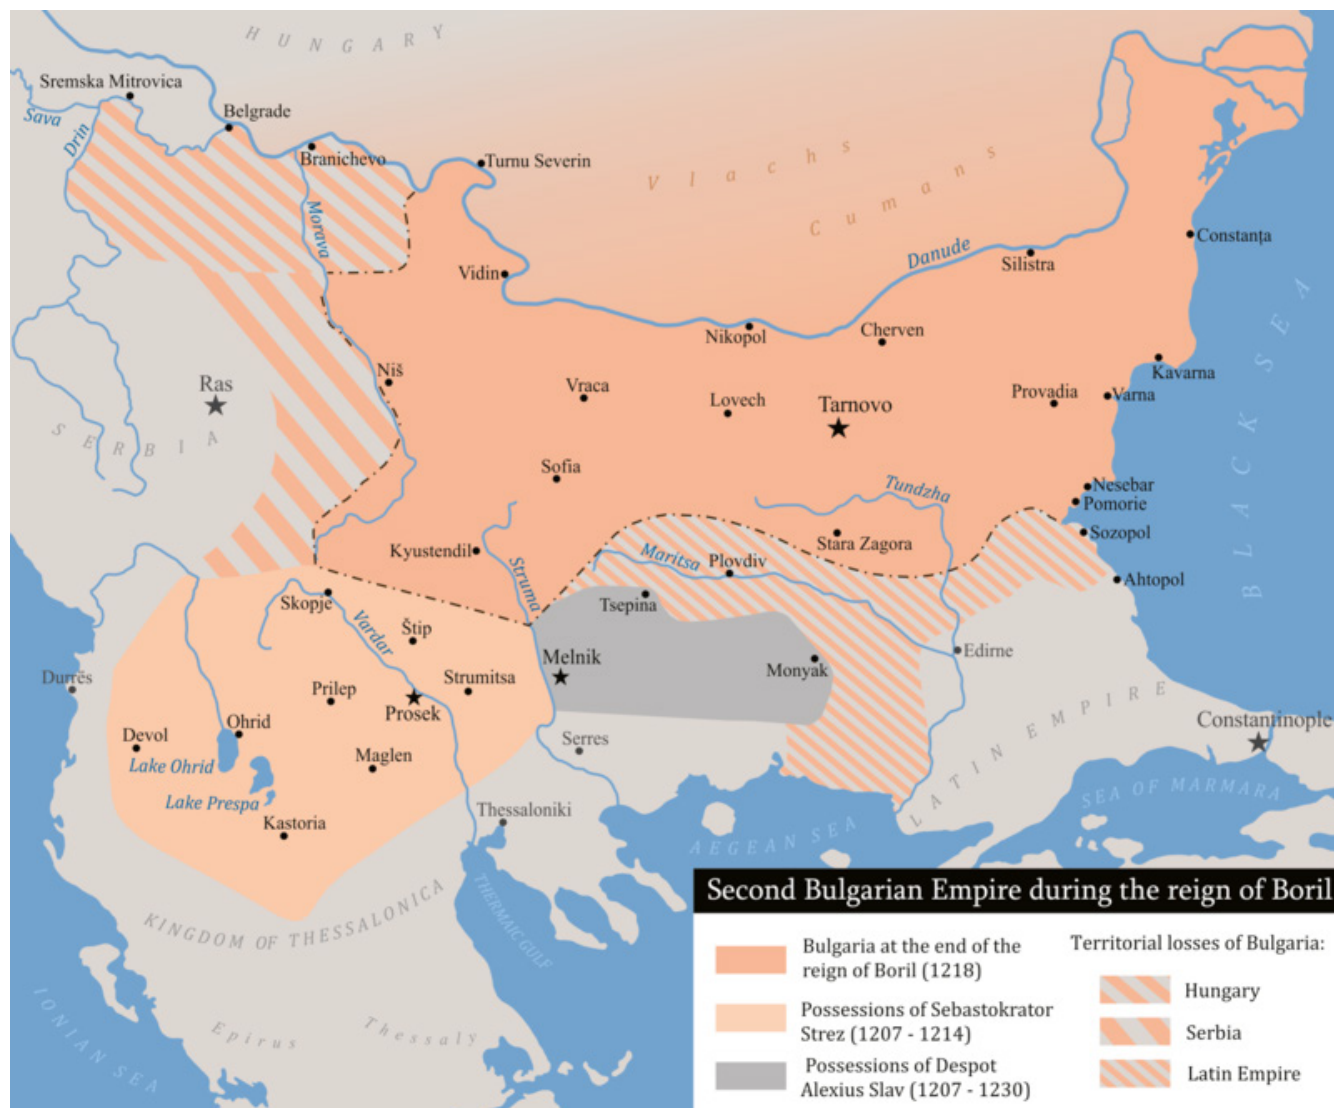 HUNGARY
Sremska Mitrovica
Sava
Drin
Belgrade
Branichevo
Turnu Severin
Vlachs
Cumans
Morava
Danude
Constanța
Silistra
Vidin
Nikopol
Cherven
BLACK SEA
Kavarna
Niš
Ras
SERBIA
Vraca
Lovech
Tarnovo
Provadia
Varna
Sofia
Tundzha
Nesebar
Pomorie
Sozopol
Kyustendil
Struma
Maritsa
Plovdiv
Stara Zagora
Ahtopol
Skopje
Vardar
Štip
Tsepina
Melnik
Monyak
Edirne
Durrës
Prilep
Strumitsa
Prosek
Devol
Ohrid
Lake Ohrid
Maglen
Serres
LATIN EMPIRE
Constantinople
Lake Prespa
Kastoria
Thessaloniki
SEA OF MARMARA
AEGEAN SEA
KINGDOM OF THESSALONICA
THERMAIC GULF
IONIAN SEA
Epirus
Thessaly
Second Bulgarian Empire during the reign of Boril
Bulgaria at the end of the
reign of Boril (1218)
Possessions of Sebastokrator
Strez (1207 - 1214)
Possessions of Despot
Alexius Slav (1207 - 1230)
Territorial losses of Bulgaria:
Hungary
Serbia
Latin Empire